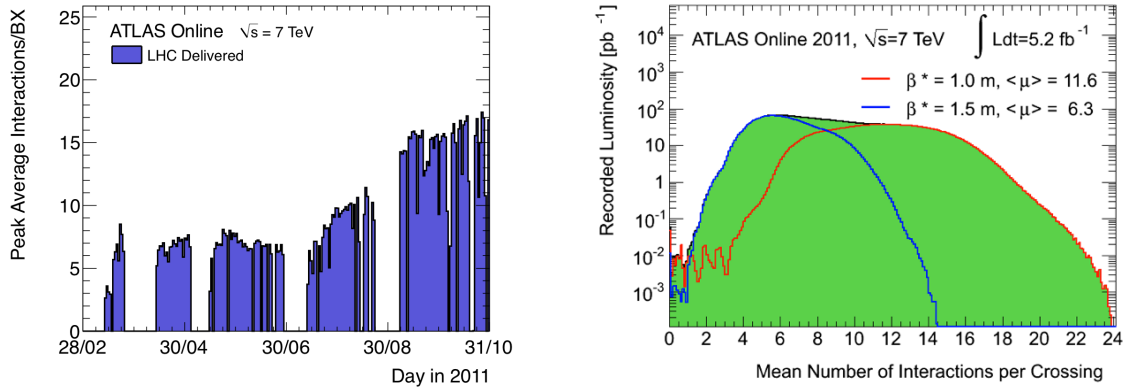 Peak Average Interactions/BX
ATLAS Online √s = 7 TeV
LHC Delivered
25
20
15
10
5
0
28/02 30/04 30/06 30/08 31/10
Day in 2011
Recorded Luminosity [pb⁻¹]
ATLAS Online 2011, √s=7 TeV ∫ Ldt=5.2 fb⁻¹
β * = 1.0 m, <μ> = 11.6
β * = 1.5 m, <μ> = 6.3
10⁴
10³
10²
10
1
10⁻¹
10⁻²
10⁻³
0 2 4 6 8 10 12 14 16 18 20 22 24
Mean Number of Interactions per Crossing